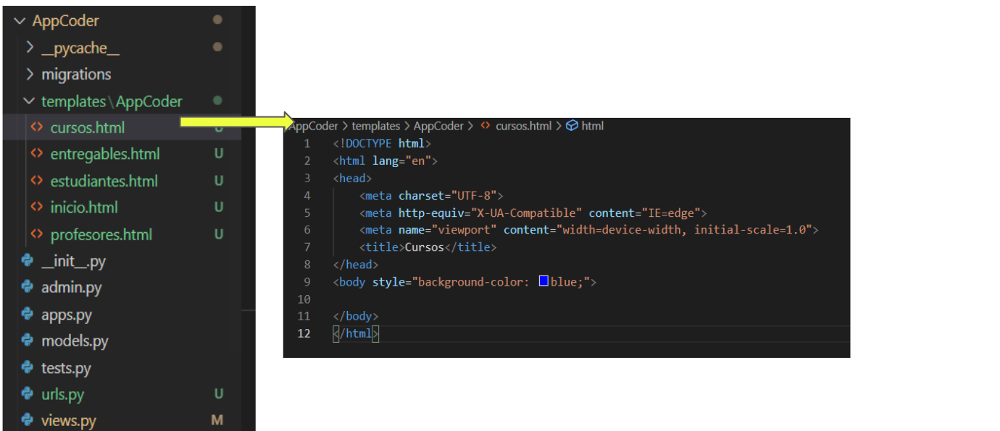 AppCoder
__pycache__
migrations
templates\AppCoder
cursos.html U
entregables.html U
estudiantes.html U
inicio.html U
profesores.html U
__init__.py
admin.py
apps.py
models.py
tests.py
urls.py U
views.py M
AppCoder > templates > AppCoder > <> cursos.html > html
1 <!DOCTYPE html>
2 <html lang="en">
3 <head>
4 <meta charset="UTF-8">
5 <meta http-equiv="X-UA-Compatible" content="IE=edge">
6 <meta name="viewport" content="width=device-width, initial-scale=1.0">
7 <title>Cursos</title>
8 </head>
9 <body style="background-color: blue;">
10
11 </body>
12 </html>